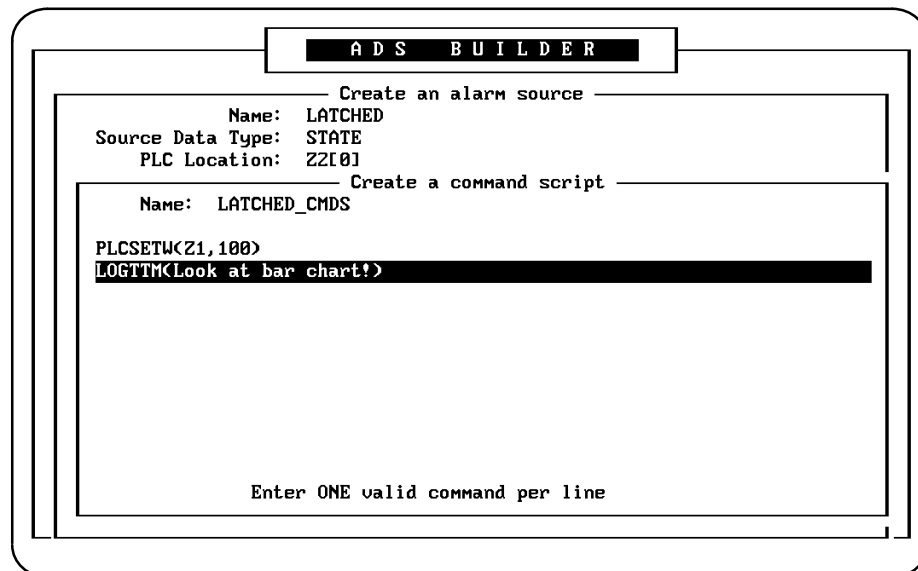 ADS BUILDER
Create an alarm source
Name: LATCHED
Source Data Type: STATE
PLC Location: Z2[0]
Create a command script
Name: LATCHED_CMDS
PLCSETW(Z1,100)
LOGTTM(Look at bar chart!)
Enter ONE valid command per line